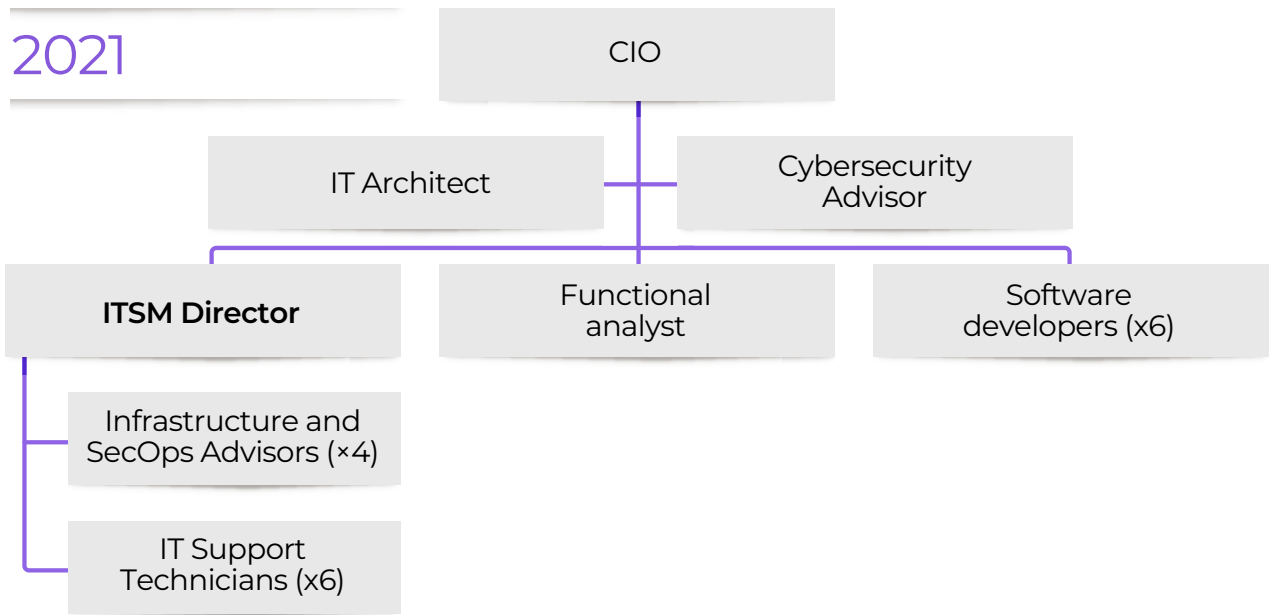 2021
CIO
IT Architect
Cybersecurity
Advisor
ITSM Director
Functional
analyst
Software
developers (x6)
Infrastructure and
SecOps Advisors (×4)
IT Support
Technicians (x6)